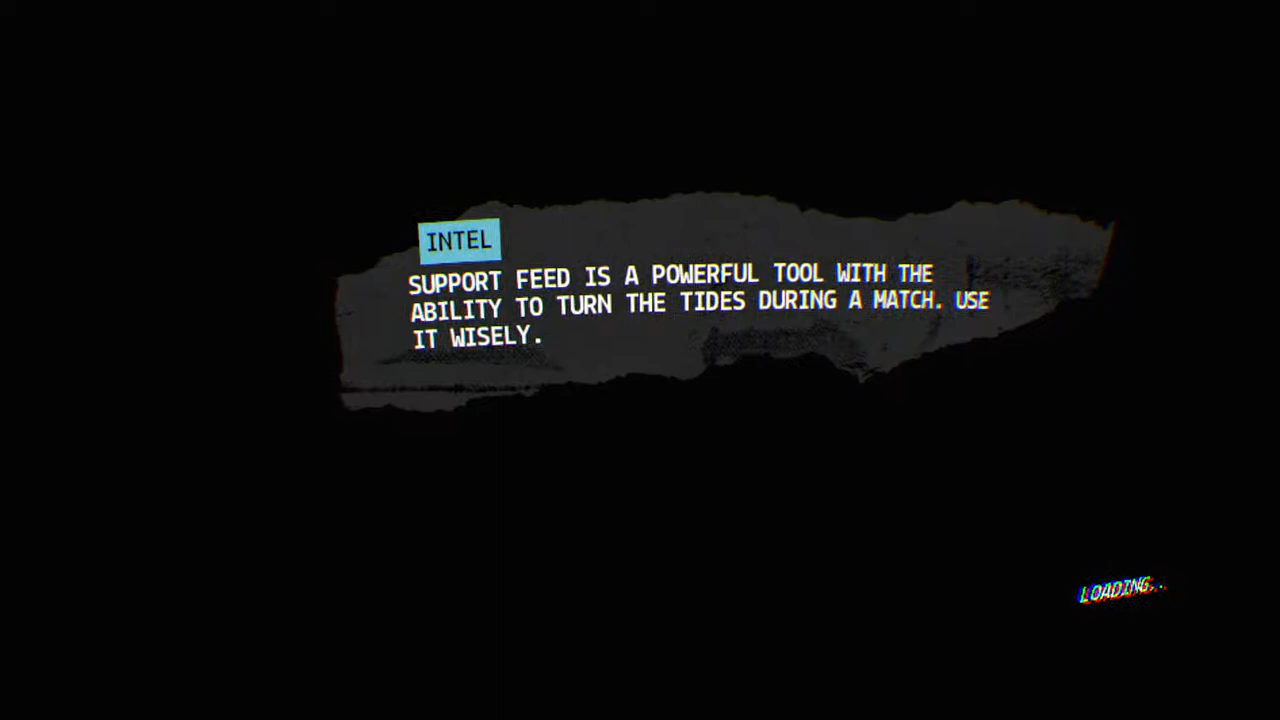 INTEL
SUPPORT FEED IS A POWERFUL TOOL WITH THE
ABILITY TO TURN THE TIDES DURING A MATCH. USE
IT WISELY.
LOADING...